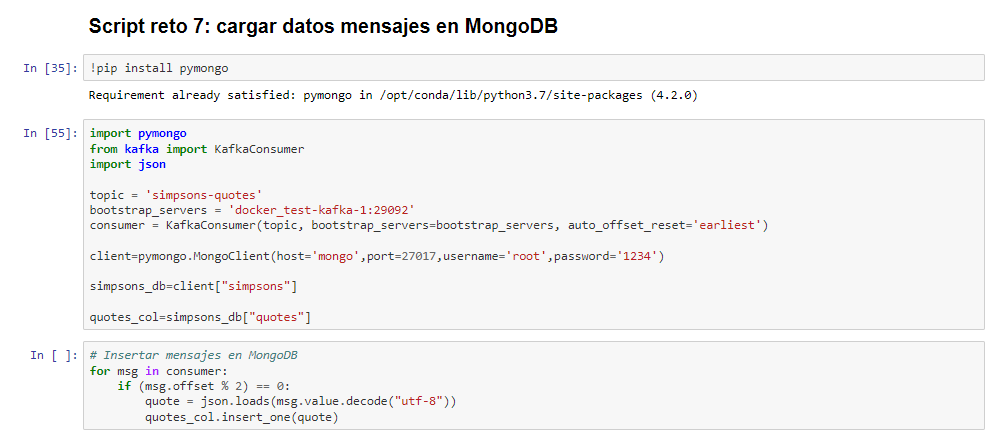 Script reto 7: cargar datos mensajes en MongoDB
In [35]: !pip install pymongo
Requirement already satisfied: pymongo in /opt/conda/lib/python3.7/site-packages (4.2.0)
In [55]: import pymongo
from kafka import KafkaConsumer
import json
topic = 'simpsons-quotes'
bootstrap_servers = 'docker_test-kafka-1:29092'
consumer = KafkaConsumer(topic, bootstrap_servers=bootstrap_servers, auto_offset_reset='earliest')
client=pymongo.MongoClient(host='mongo',port=27017,username='root',password='1234')
simpsons_db=client["simpsons"]
quotes_col=simpsons_db["quotes"]
In [ ]: # Insertar mensajes en MongoDB
for msg in consumer:
    if (msg.offset % 2) == 0:
        quote = json.loads(msg.value.decode("utf-8"))
        quotes_col.insert_one(quote)